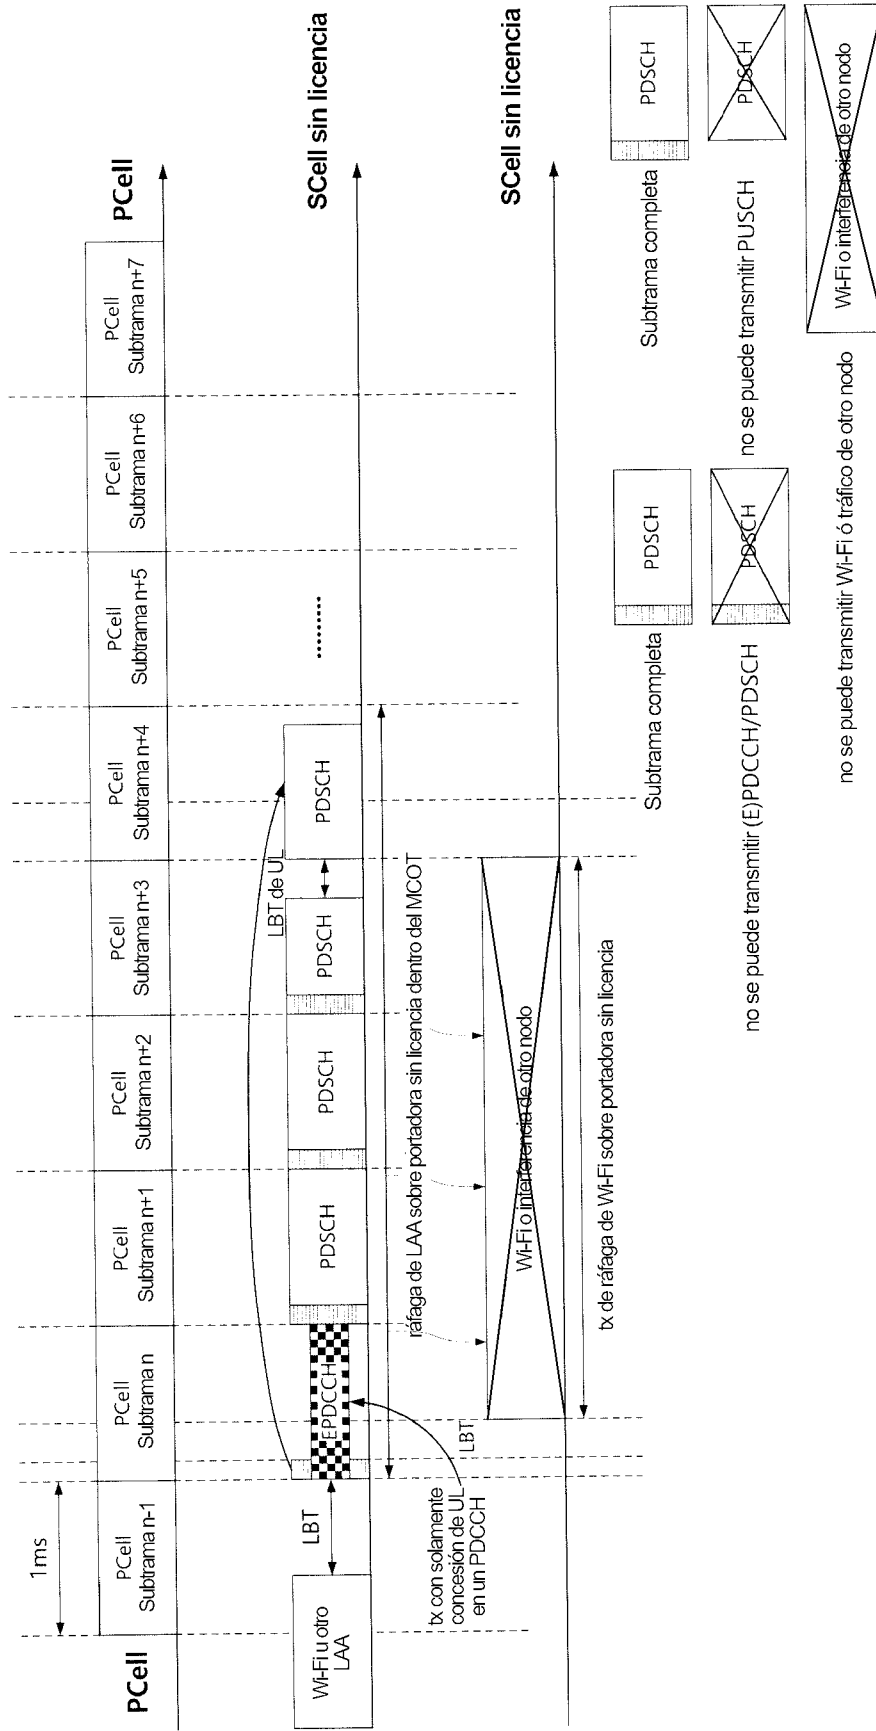 1ms
PCell
PCell
Subtrama n-1
PCell
Subtrama n
PCell
Subtrama n+1
PCell
Subtrama n+2
PCell
Subtrama n+3
PCell
Subtrama n+4
PCell
Subtrama n+5
PCell
Subtrama n+6
PCell
Subtrama n+7
PCell
Wi-Fi u otro
LAA
LBT
EPDCCH
PDSCH
PDSCH
PDSCH
LBT de UL
PDSCH
.........
SCell sin licencia
tx con solamente
concesión de UL
en un PDCCH
ráfaga de LAA sobre portadora sin licencia dentro del MCOT
LBT
Wi-Fi o interferencia de otro nodo
tx de ráfaga de Wi-Fi sobre portadora sin licencia
SCell sin licencia
Subtrama completa
PDSCH
Subtrama completa
PDSCH
no se puede transmitir (E)PDCCH/PDSCH
PDSCH
no se puede transmitir PUSCH
PDSCH
no se puede transmitir Wi-Fi ó tráfico de otro nodo
Wi-Fi o interferencia de otro nodo